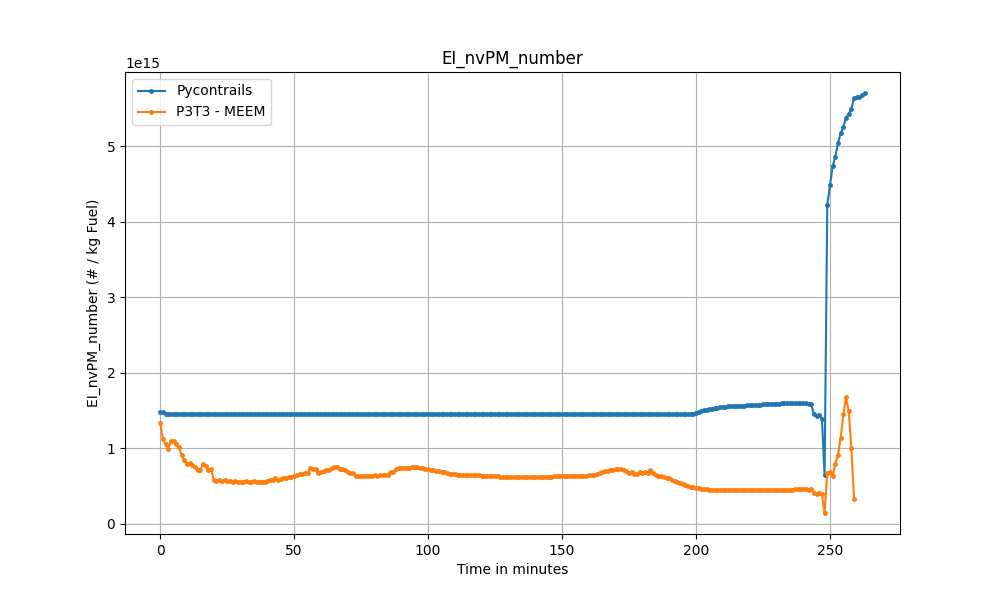 EI_nvPM_number
1e15
Pycontrails
P3T3 - MEEM
EI_nvPM_number (# / kg Fuel)
5
4
3
2
1
0
0 50 100 150 200 250
Time in minutes